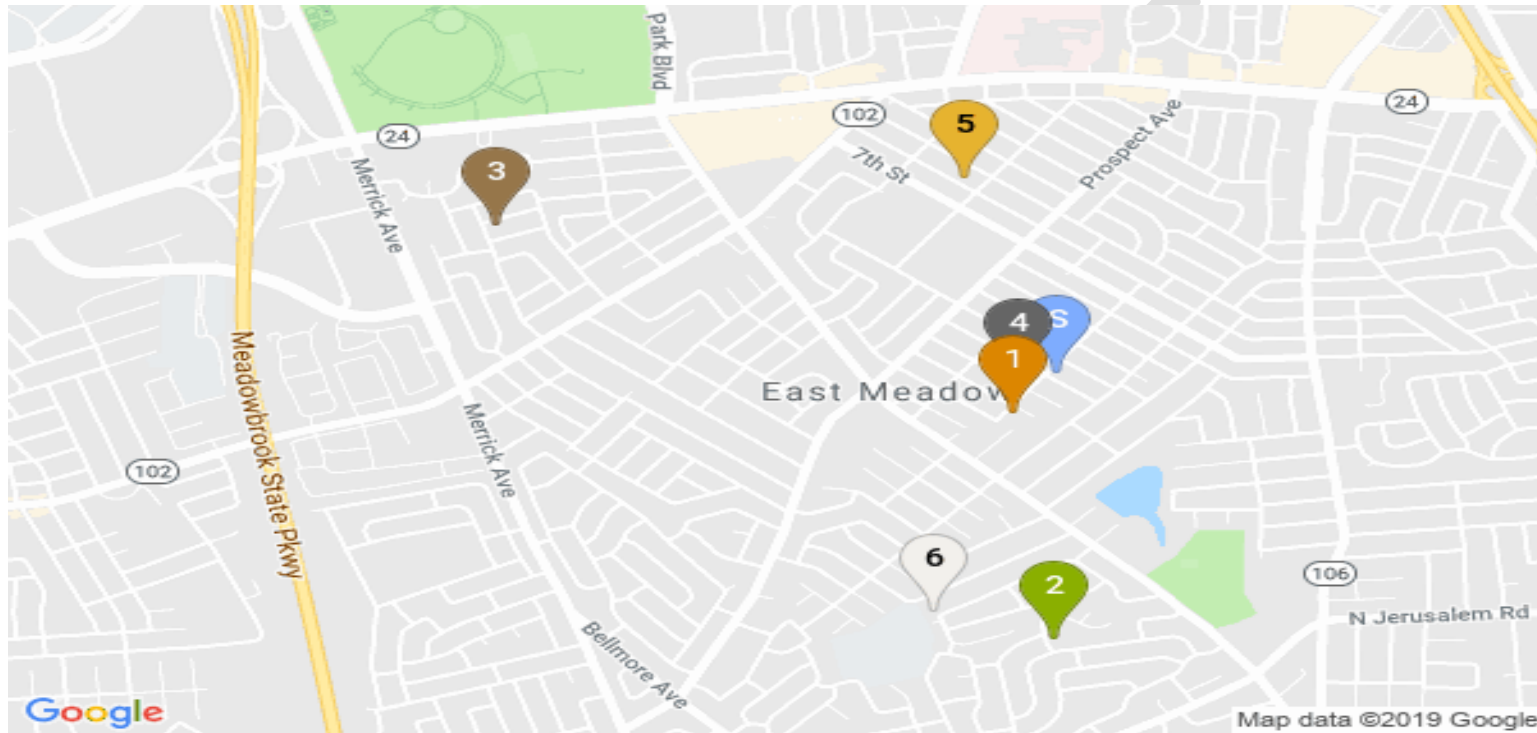 Park Blvd
24
102
5
24
3
7th St
Prospect Ave
Merrick Ave
4
S
1
East Meadow
Meadowbrook State Pkwy
Merrick Ave
102
6
2
106
N Jerusalem Rd
Bellmore Ave
Google
Map data ©2019 Google